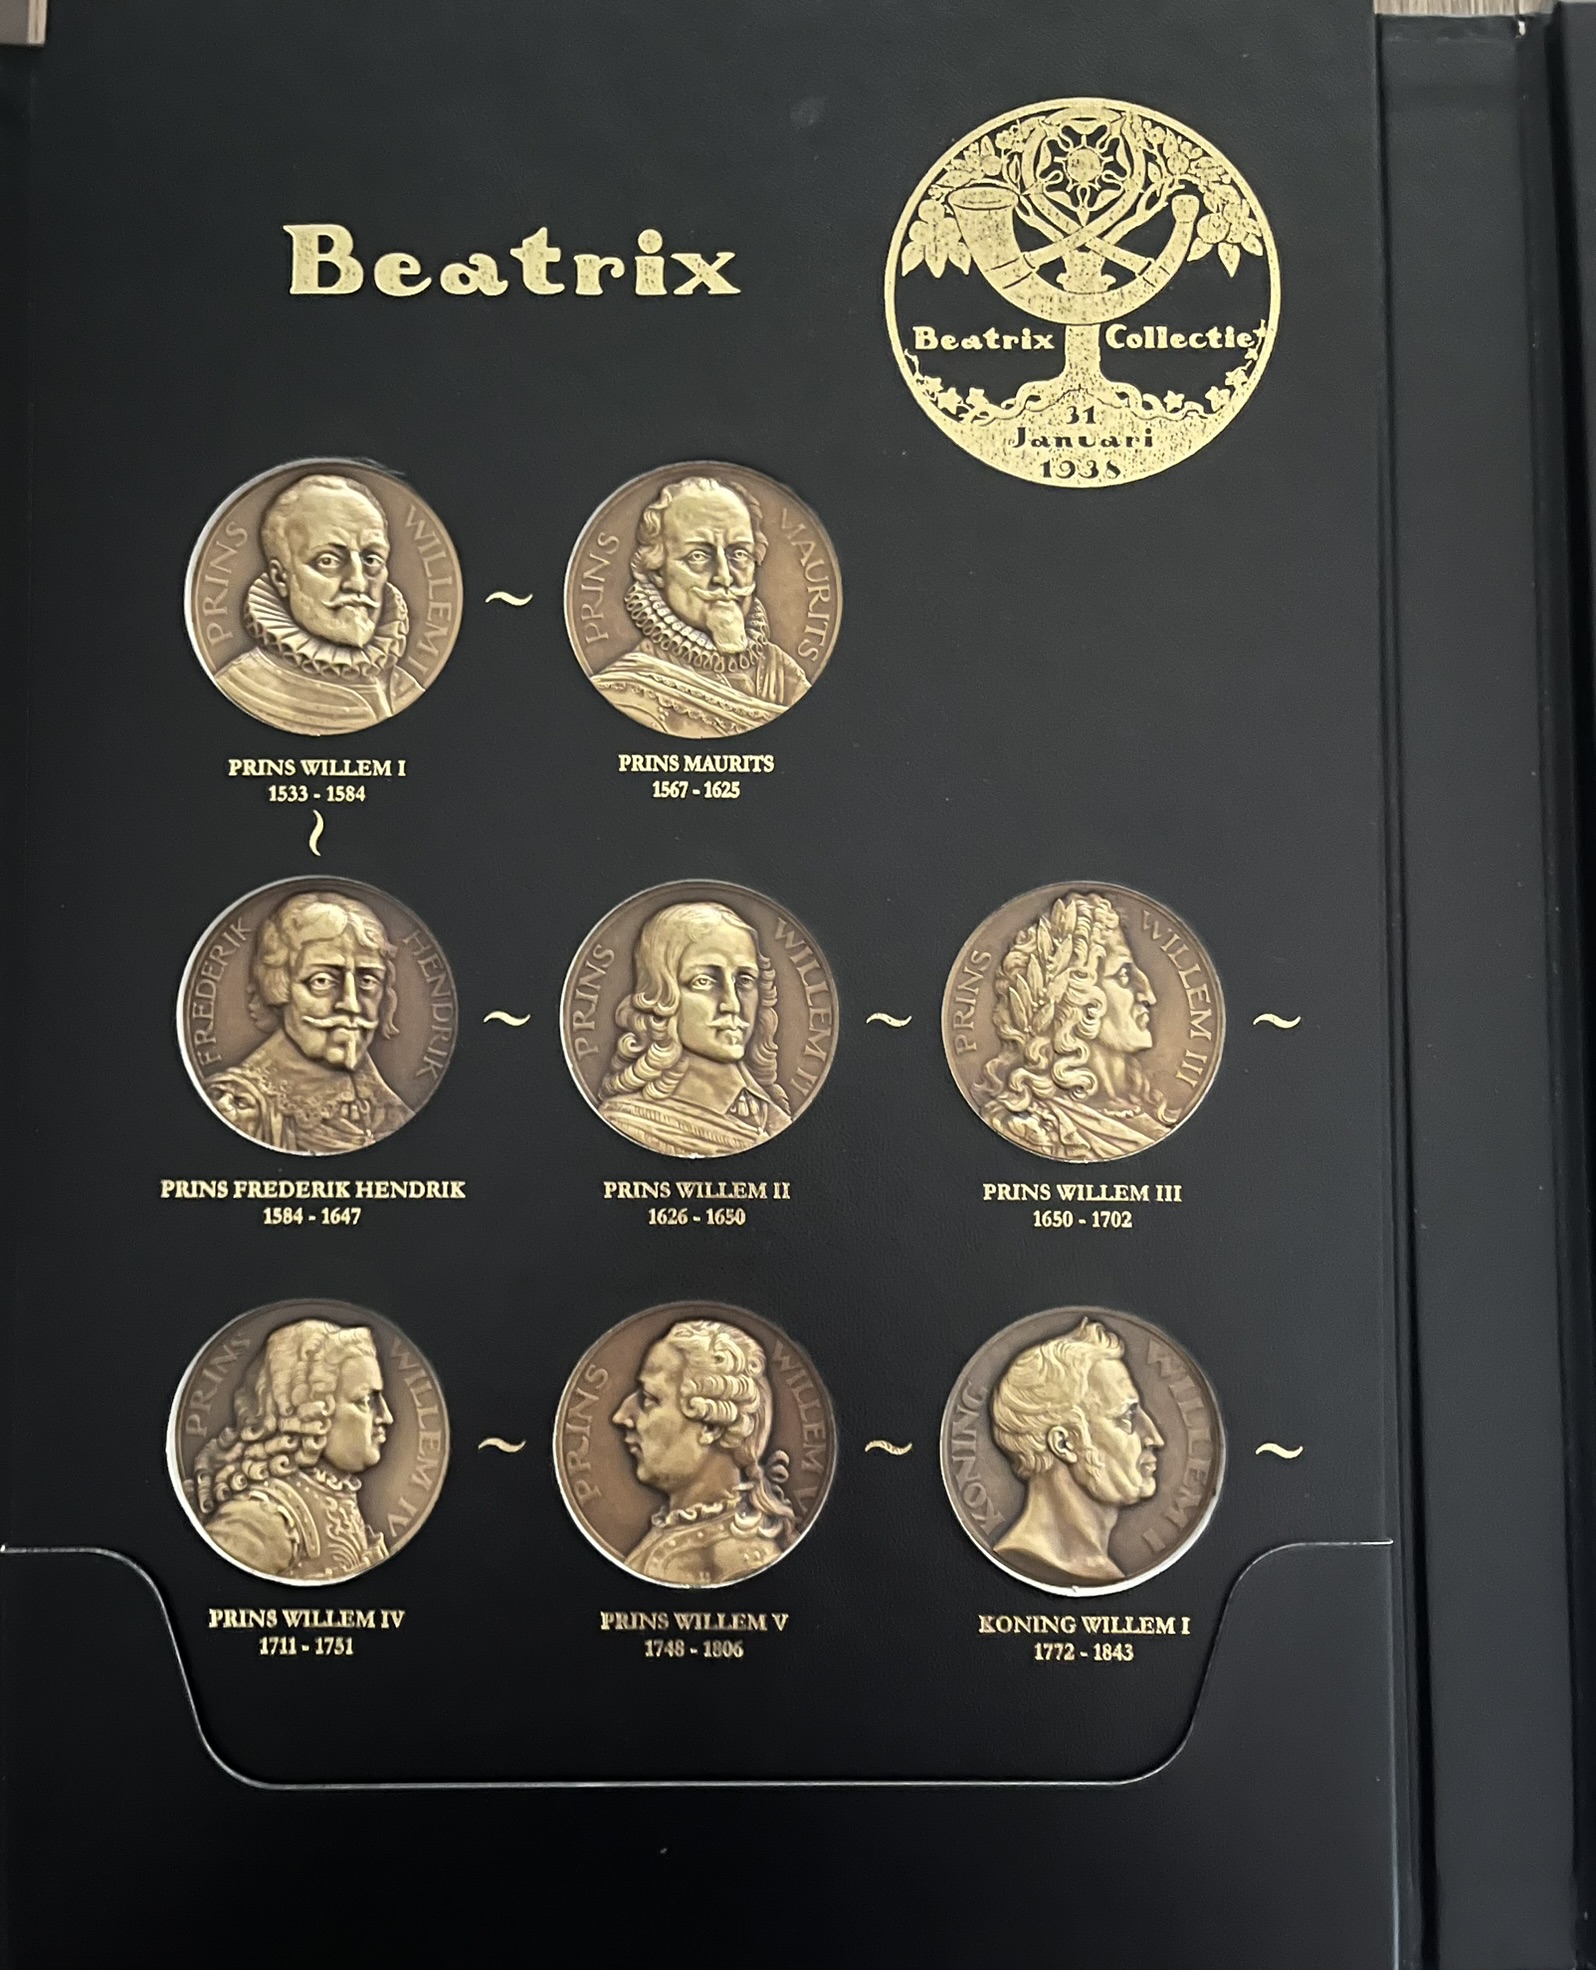 Beatrix
Beatrix Collectie
31
Januari
1938
PRINS WILLEM I
PRINS MAURITS
PRINS WILLEM I
1533 - 1584
PRINS MAURITS
1567 - 1625
FREDERIK HENDRIK
PRINS WILLEM II
PRINS WILLEM III
PRINS FREDERIK HENDRIK
1584 - 1647
PRINS WILLEM II
1626 - 1650
PRINS WILLEM III
1650 - 1702
PRINS WILLEM IV
PRINS WILLEM V
KONING WILLEM I
PRINS WILLEM IV
1711 - 1751
PRINS WILLEM V
1748 - 1806
KONING WILLEM I
1772 - 1843